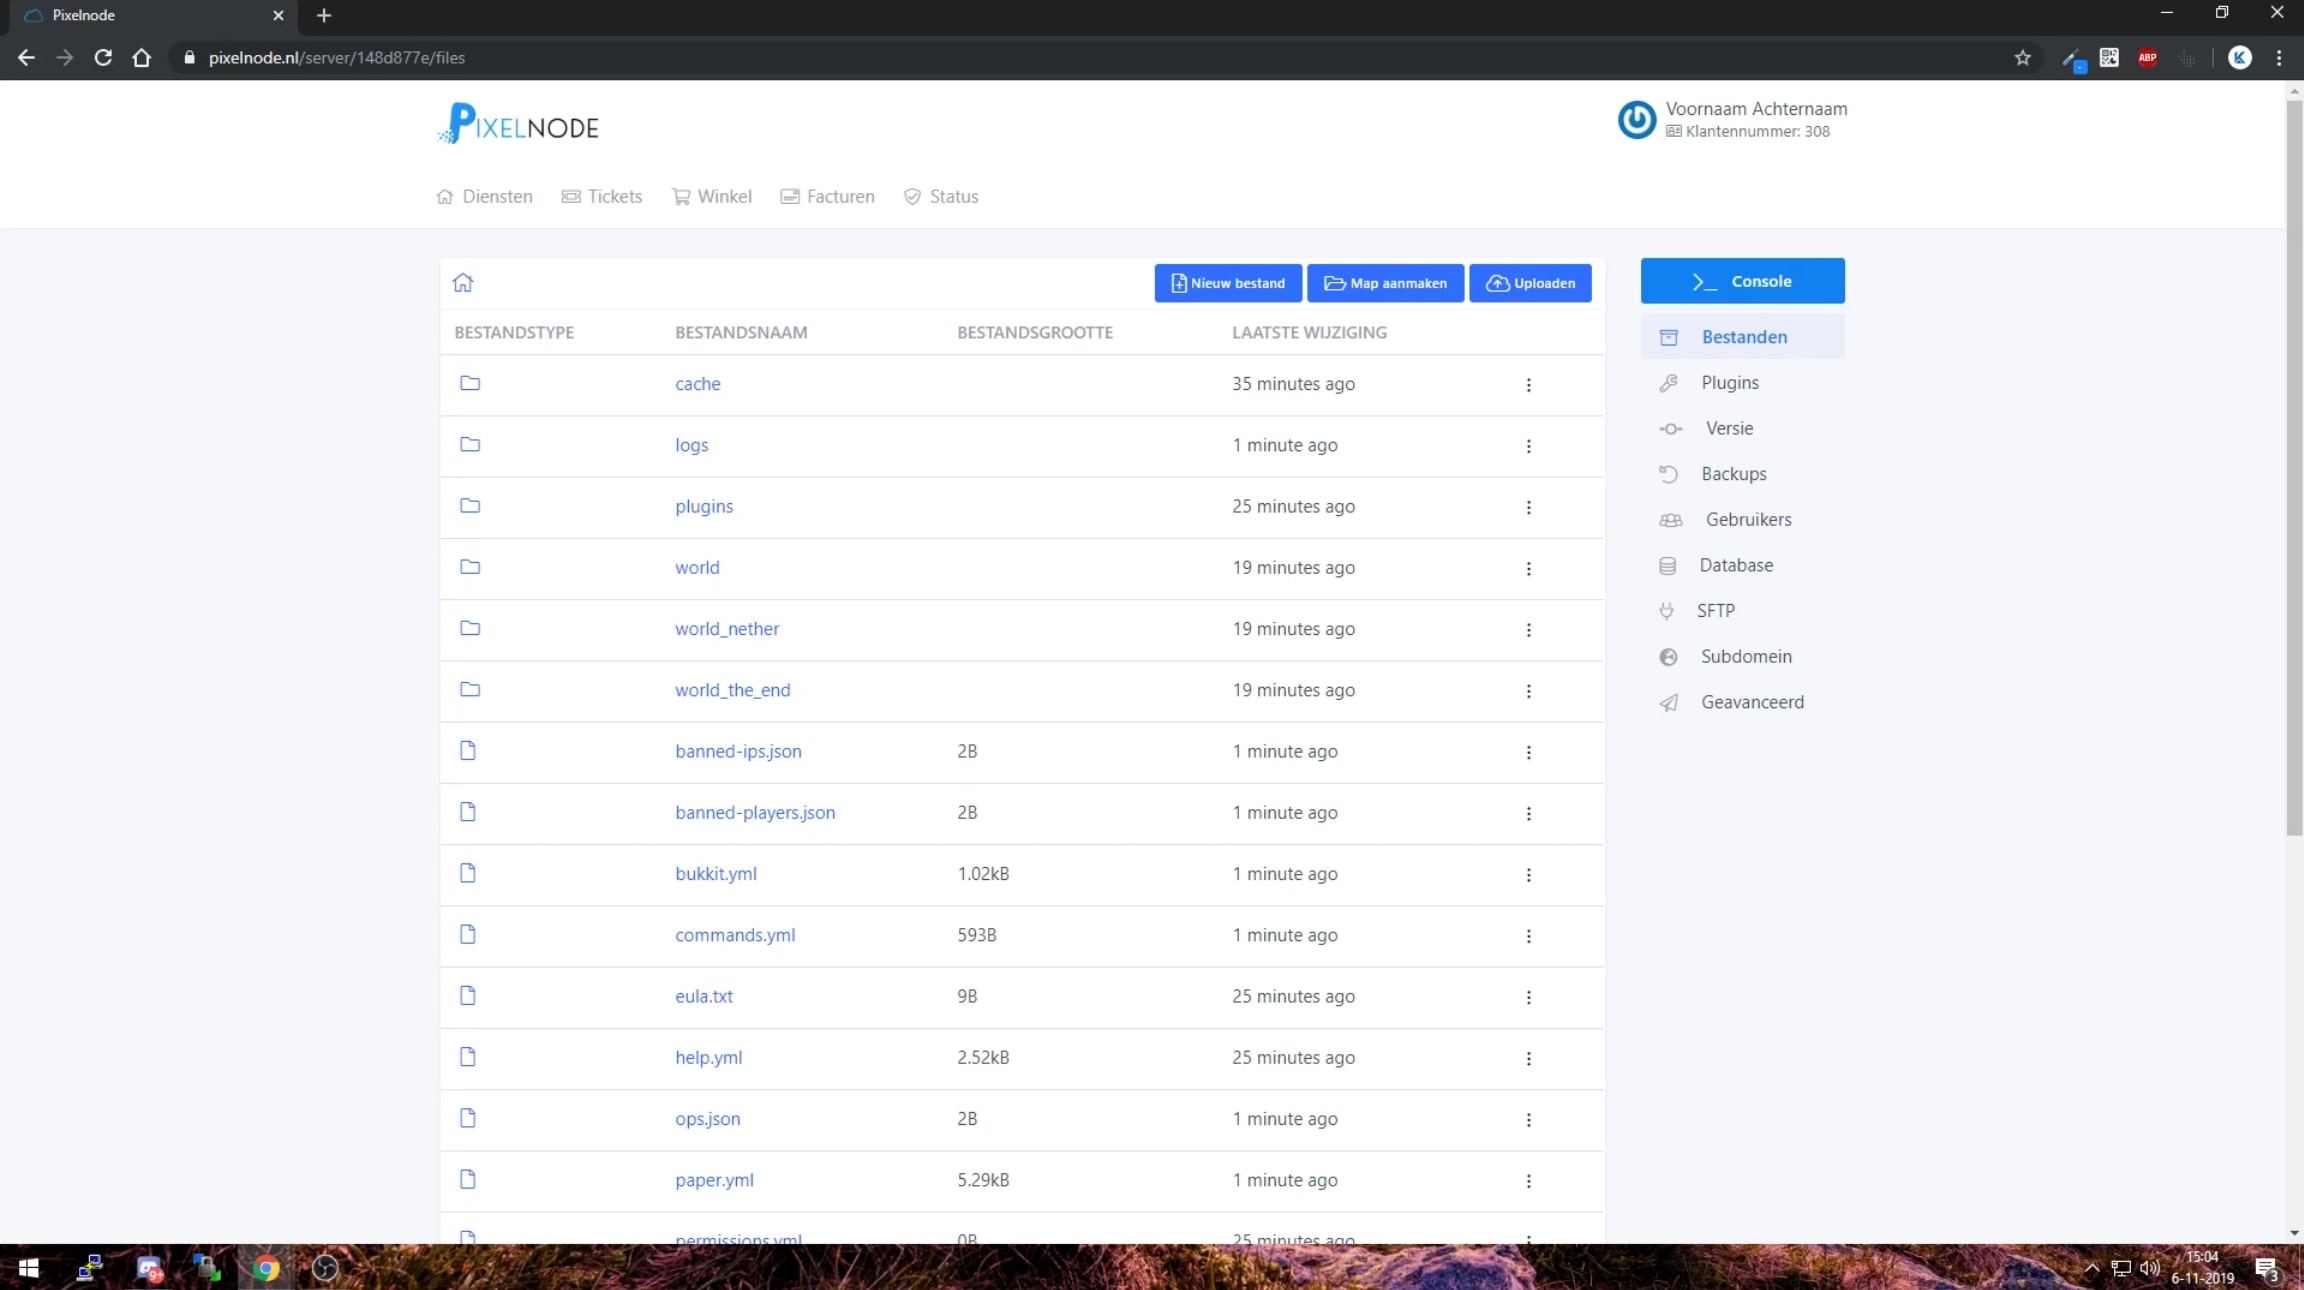 Pixelnode
pixelnode.nl/server/148d877e/files
ABP
K
PIXELNODE
Voornaam Achternaam
Klantennummer: 308
Diensten Tickets Winkel Facturen Status
Nieuw bestand Map aanmaken Uploaden
Console
BESTANDSTYPE BESTANDSNAAM BESTANDSGROOTTE LAATSTE WIJZIGING
Bestanden
cache 35 minutes ago
Plugins
Versie
logs 1 minute ago
Backups
plugins 25 minutes ago
Gebruikers
world 19 minutes ago
Database
SFTP
world_nether 19 minutes ago
Subdomein
world_the_end 19 minutes ago
Geavanceerd
banned-ips.json 2B 1 minute ago
banned-players.json 2B 1 minute ago
bukkit.yml 1.02kB 1 minute ago
commands.yml 593B 1 minute ago
eula.txt 9B 25 minutes ago
help.yml 2.52kB 25 minutes ago
ops.json 2B 1 minute ago
paper.yml 5.29kB 1 minute ago
permissions.yml 0B 25 minutes ago
9+
15:04
6-11-2019
3